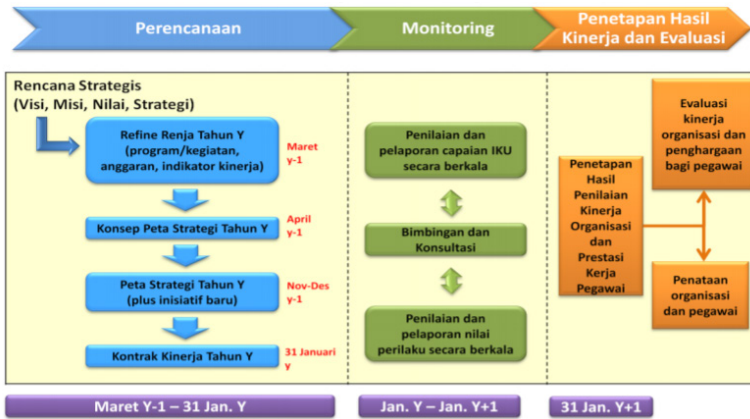 Perencanaan
Monitoring
Penetapan Hasil
Kinerja dan Evaluasi
Rencana Strategis
(Visi, Misi, Nilai, Strategi)
Refine Renja Tahun Y
(program/kegiatan,
anggaran, indikator kinerja)
Maret
y-1
Konsep Peta Strategi Tahun Y
April
y-1
Peta Strategi Tahun Y
(plus inisiatif baru)
Nov-Des
y-1
Kontrak Kinerja Tahun Y
31 Januari
y
Penilaian dan
pelaporan capaian IKU
secara berkala
Bimbingan dan
Konsultasi
Penilaian dan
pelaporan nilai
perilaku secara berkala
Penetapan
Hasil
Penilaian
Kinerja
Organisasi
dan
Prestasi
Kerja
Pegawai
Evaluasi
kinerja
organisasi dan
penghargaan
bagi pegawai
Penataan
organisasi
dan pegawai
Maret Y-1 – 31 Jan. Y
Jan. Y – Jan. Y+1
31 Jan. Y+1